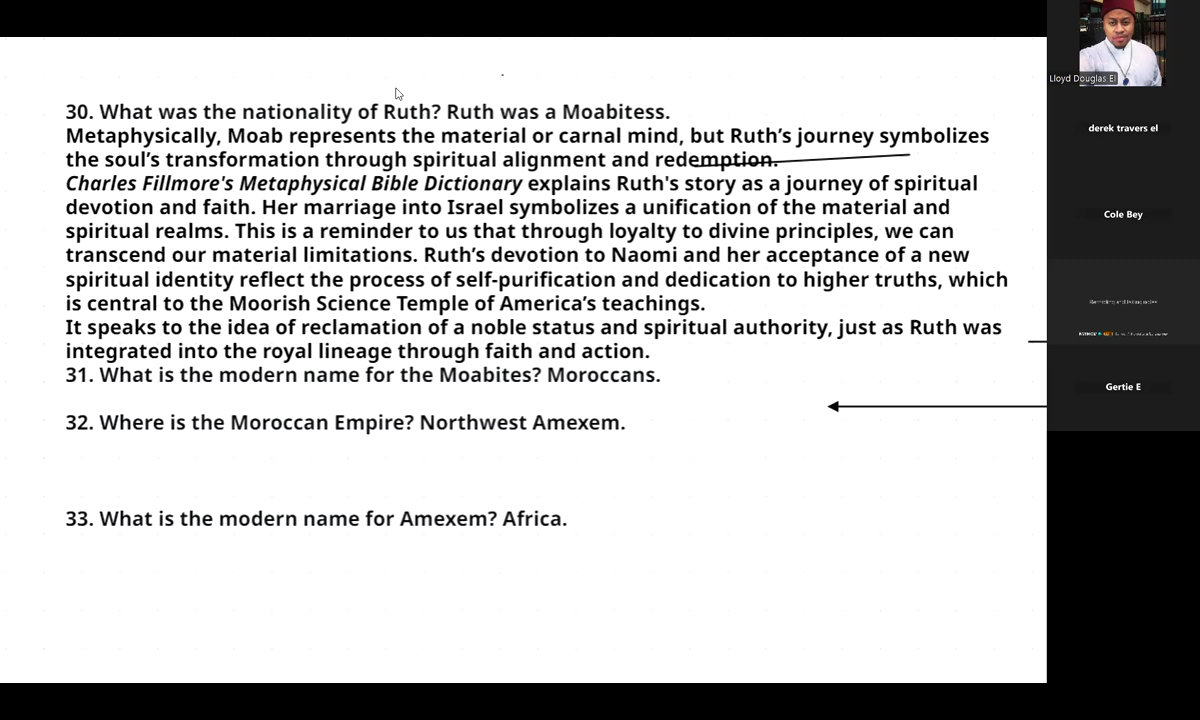 30. What was the nationality of Ruth? Ruth was a Moabitess.
Metaphysically, Moab represents the material or carnal mind, but Ruth’s journey symbolizes
the soul’s transformation through spiritual alignment and redemption.
Charles Fillmore's Metaphysical Bible Dictionary explains Ruth's story as a journey of spiritual
devotion and faith. Her marriage into Israel symbolizes a unification of the material and
spiritual realms. This is a reminder to us that through loyalty to divine principles, we can
transcend our material limitations. Ruth’s devotion to Naomi and her acceptance of a new
spiritual identity reflect the process of self-purification and dedication to higher truths, which
is central to the Moorish Science Temple of America’s teachings.
It speaks to the idea of reclamation of a noble status and spiritual authority, just as Ruth was
integrated into the royal lineage through faith and action.
31. What is the modern name for the Moabites? Moroccans.
32. Where is the Moroccan Empire? Northwest Amexem.
33. What is the modern name for Amexem? Africa.
Lloyd Douglas El
derek travers el
Cole Bey
Gertie E